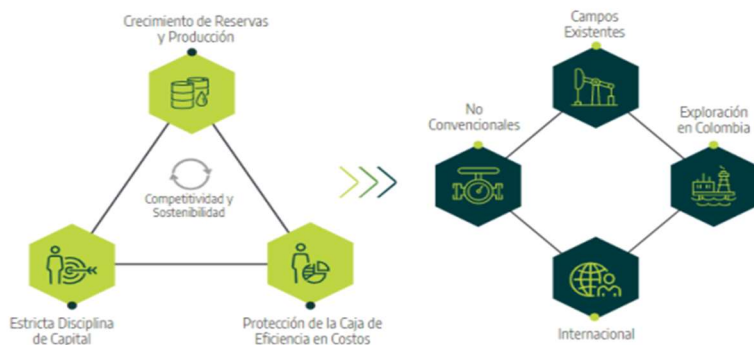 Crecimiento de Reservas
y Producción
Competitividad y
Sostenibilidad
Estricta Disciplina
de Capital
Protección de la Caja de
Eficiencia en Costos
Campos
Existentes
No
Convencionales
Exploración
en Colombia
Internacional